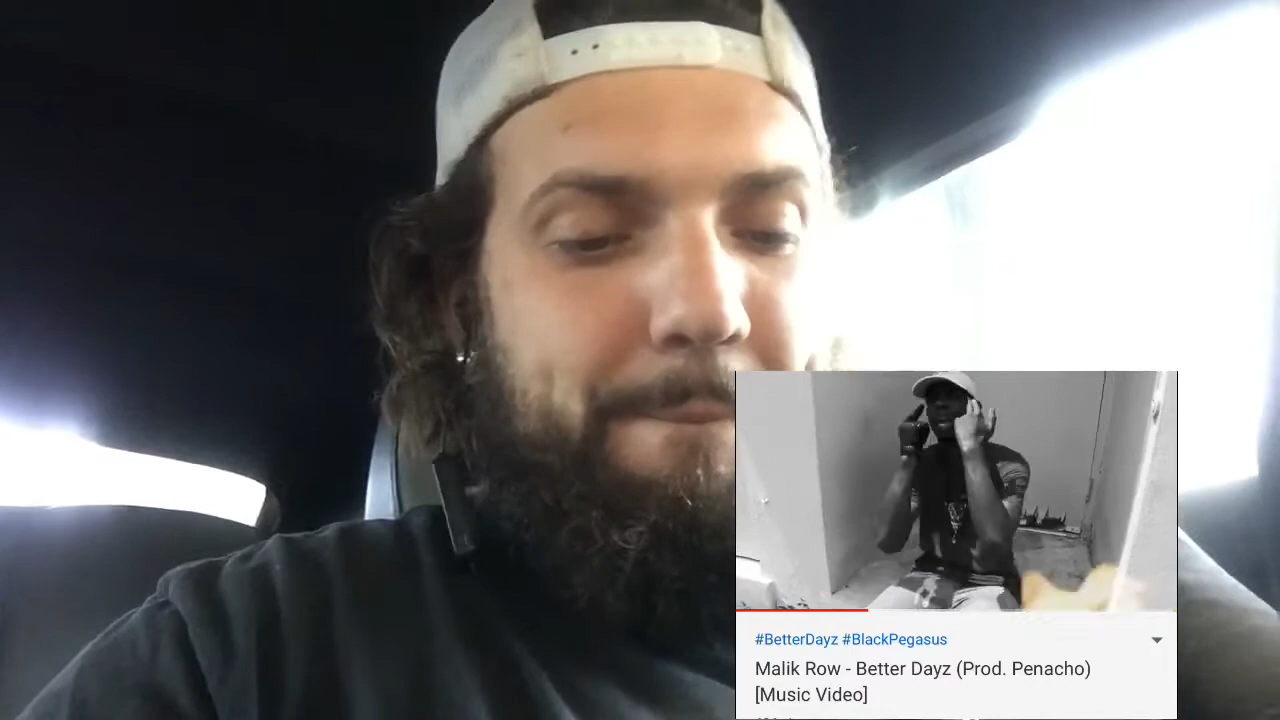 #BetterDayz #BlackPegasus
Malik Row - Better Dayz (Prod. Penacho)
[Music Video]